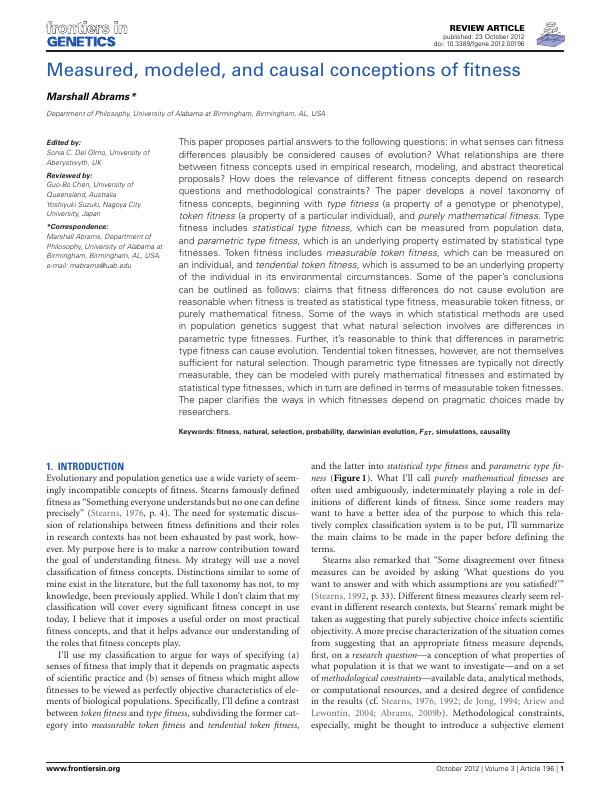 frontiers in
GENETICS
REVIEW ARTICLE
published: 23 October 2012
doi: 10.3389/fgene.2012.00196
Measured, modeled, and causal conceptions of fitness
Marshall Abrams*
Department of Philosophy, University of Alabama at Birmingham, Birmingham, AL, USA
Edited by:
Sonia C. Del Olmo, University of
Aberystwyth, UK
Reviewed by:
Guo-Bo Chen, University of
Queensland, Australia
Yoshiyuki Suzuki, Nagoya City
University, Japan
*Correspondence:
Marshall Abrams, Department of
Philosophy, University of Alabama at
Birmingham, Birmingham, AL, USA.
e-mail: mabrams@uab.edu
This paper proposes partial answers to the following questions: in what senses can fitness
differences plausibly be considered causes of evolution? What relationships are there
between fitness concepts used in empirical research, modeling, and abstract theoretical
proposals? How does the relevance of different fitness concepts depend on research
questions and methodological constraints? The paper develops a novel taxonomy of
fitness concepts, beginning with type fitness (a property of a genotype or phenotype),
token fitness (a property of a particular individual), and purely mathematical fitness. Type
fitness includes statistical type fitness, which can be measured from population data,
and parametric type fitness, which is an underlying property estimated by statistical type
fitnesses. Token fitness includes measurable token fitness, which can be measured on
an individual, and tendential token fitness, which is assumed to be an underlying property
of the individual in its environmental circumstances. Some of the paper's conclusions
can be outlined as follows: claims that fitness differences do not cause evolution are
reasonable when fitness is treated as statistical type fitness, measurable token fitness, or
purely mathematical fitness. Some of the ways in which statistical methods are used
in population genetics suggest that what natural selection involves are differences in
parametric type fitnesses. Further, it's reasonable to think that differences in parametric
type fitness can cause evolution. Tendential token fitnesses, however, are not themselves
sufficient for natural selection. Though parametric type fitnesses are typically not directly
measurable, they can be modeled with purely mathematical fitnesses and estimated by
statistical type fitnesses, which in turn are defined in terms of measurable token fitnesses.
The paper clarifies the ways in which fitnesses depend on pragmatic choices made by
researchers.
Keywords: fitness, natural, selection, probability, darwinian evolution, FST, simulations, causality
1. INTRODUCTION
Evolutionary and population genetics use a wide variety of seem-
ingly incompatible concepts of fitness. Stearns famously defined
fitness as “Something everyone understands but no one can define
precisely” (Stearns, 1976, p. 4). The need for systematic discus-
sion of relationships between fitness definitions and their roles
in research contexts has not been exhausted by past work, how-
ever. My purpose here is to make a narrow contribution toward
the goal of understanding fitness. My strategy will use a novel
classification of fitness concepts. Distinctions similar to some of
mine exist in the literature, but the full taxonomy has not, to my
knowledge, been previously applied. While I don't claim that my
classification will cover every significant fitness concept in use
today, I believe that it imposes a useful order on most practical
fitness concepts, and that it helps advance our understanding of
the roles that fitness concepts play.
I'll use my classification to argue for ways of specifying (a)
senses of fitness that imply that it depends on pragmatic aspects
of scientific practice and (b) senses of fitness which might allow
fitnesses to be viewed as perfectly objective characteristics of ele-
ments of biological populations. Specifically, I'll define a contrast
between token fitness and type fitness, subdividing the former cat-
egory into measurable token fitness and tendential token fitness,
and the latter into statistical type fitness and parametric type fit-
ness (Figure 1). What I'll call purely mathematical fitnesses are
often used ambiguously, indeterminately playing a role in def-
initions of different kinds of fitness. Since some readers may
want to have a better idea of the purpose to which this rela-
tively complex classification system is to be put, I'll summarize
the main claims to be made in the paper before defining the
terms.
Stearns also remarked that “Some disagreement over fitness
measures can be avoided by asking ‘What questions do you
want to answer and with which assumptions are you satisfied?’”
(Stearns, 1992, p. 33). Different fitness measures clearly seem rel-
evant in different research contexts, but Stearns' remark might be
taken as suggesting that purely subjective choice infects scientific
objectivity. A more precise characterization of the situation comes
from suggesting that an appropriate fitness measure depends,
first, on a research question—a conception of what properties of
what population it is that we want to investigate—and on a set
of methodological constraints—available data, analytical methods,
or computational resources, and a desired degree of confidence
in the results (cf. Stearns, 1976, 1992; de Jong, 1994; Ariew and
Lewontin, 2004; Abrams, 2009b). Methodological constraints,
especially, might be thought to introduce a subjective element
www.frontiersin.org
October 2012 | Volume 3 | Article 196 | 1